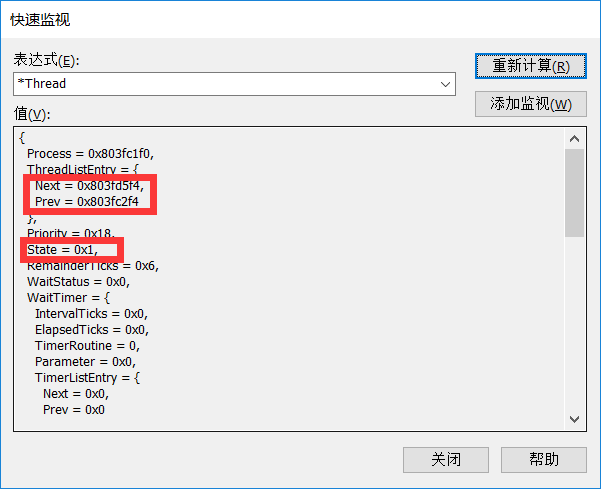 快速监视
表达式(E):
重新计算(R)
*Thread
添加监视(W)
值(V):
{
Process = 0x803fc1f0,
ThreadListEntry = {
Next = 0x803fd5f4,
Prev = 0x803fc2f4
},
Priority = 0x18,
State = 0x1,
RemainderTicks = 0x6,
WaitStatus = 0x0,
WaitTimer = {
IntervalTicks = 0x0,
ElapsedTicks = 0x0,
TimerRoutine = 0,
Parameter = 0x0,
TimerListEntry = {
Next = 0x0,
Prev = 0x0
关闭
帮助